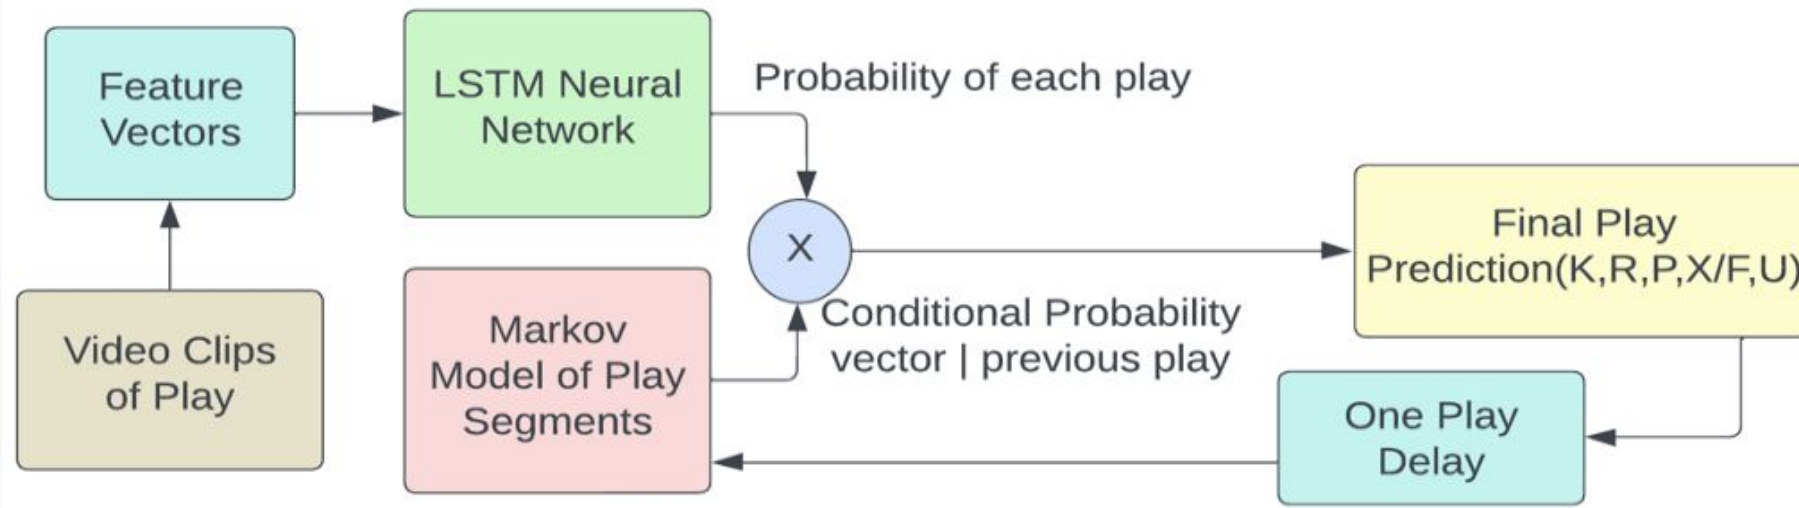 Feature
Vectors
LSTM Neural
Network
Probability of each play
X
Final Play
Prediction(K,R,P,X/F,U)
Video Clips
of Play
Markov
Model of Play
Segments
Conditional Probability
vector | previous play
One Play
Delay